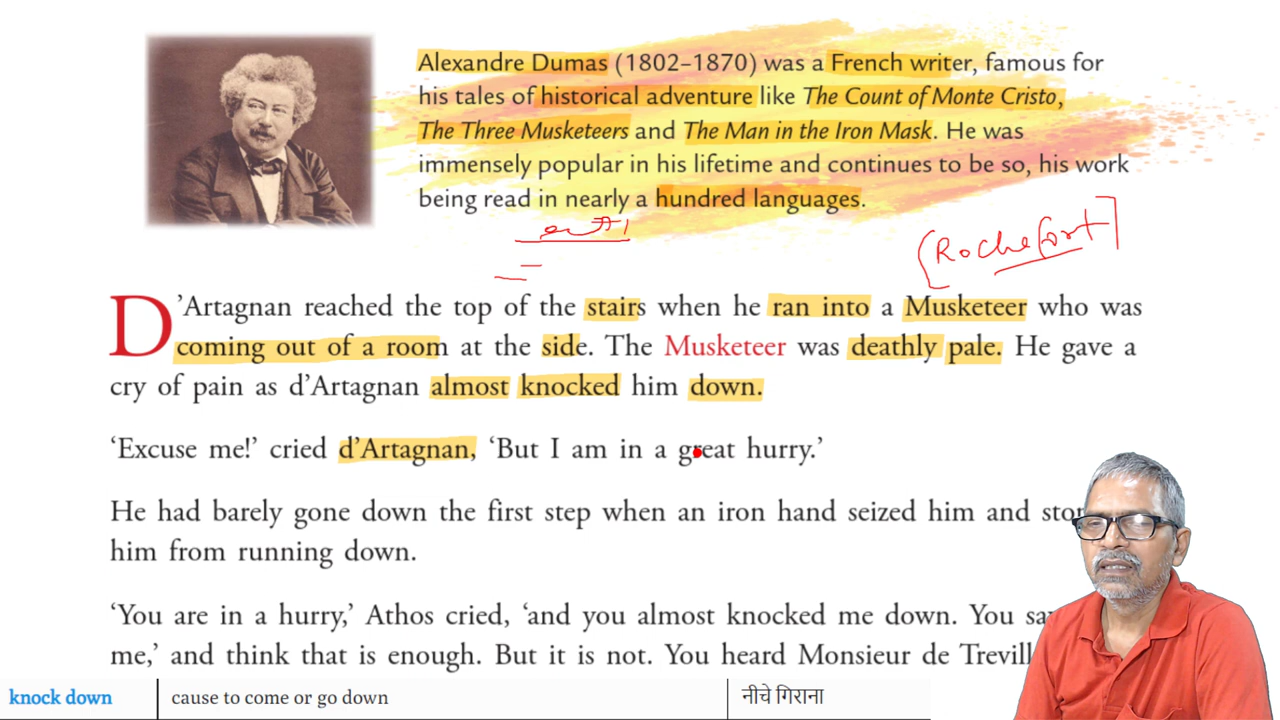 Alexandre Dumas (1802–1870) was a French writer, famous for
his tales of historical adventure like The Count of Monte Cristo,
The Three Musketeers and The Man in the Iron Mask. He was
immensely popular in his lifetime and continues to be so, his work
being read in nearly a hundred languages.
[Rochefort]
D’Artagnan reached the top of the stairs when he ran into a Musketeer who was
coming out of a room at the side. The Musketeer was deathly pale. He gave a
cry of pain as d’Artagnan almost knocked him down.
‘Excuse me!’ cried d’Artagnan, ‘But I am in a great hurry.’
He had barely gone down the first step when an iron hand seized him and
him from running down.
‘You are in a hurry,’ Athos cried, ‘and you almost knocked me down. You
me,’ and think that is enough. But it is not. You heard Monsieur de
knock down cause to come or go down नीचे गिराना